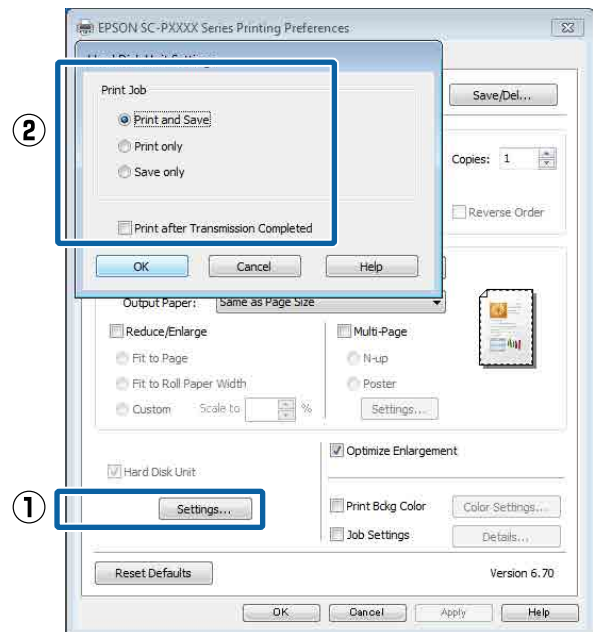 EPSON SC-PXXXX Series Printing Preferences
Print Job
Save/Del...
②
Print and Save
Print only
Copies: 1
Save only
Reverse Order
Print after Transmission Completed
OK Cancel Help
Output Paper: Same as Page Size
Reduce/Enlarge Multi-Page
Fit to Page N-up
Fit to Roll Paper Width Poster
Custom Scale to % Settings...
Optimize Enlargement
Hard Disk Unit
① Settings... Print Bckg Color Color Settings...
Job Settings Details...
Reset Defaults Version 6.70
OK Cancel Apply Help